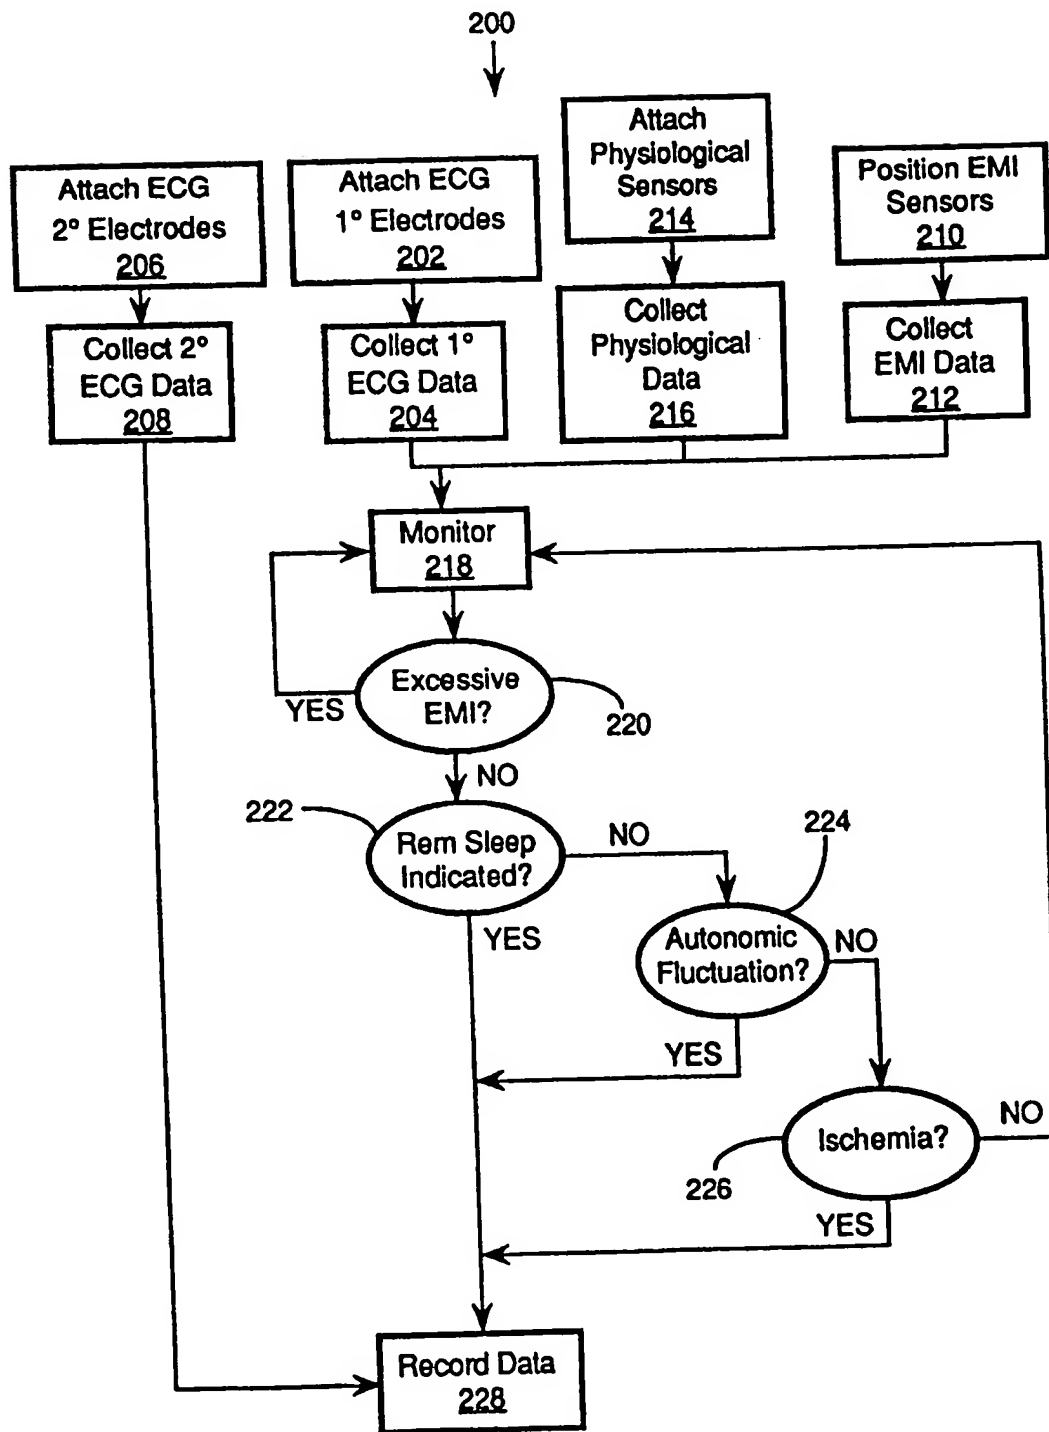 200
Attach ECG
2° Electrodes
206
Attach ECG
1° Electrodes
202
Attach
Physiological
Sensors
214
Position EMI
Sensors
210
Collect 2°
ECG Data
208
Collect 1°
ECG Data
204
Collect
Physiological
Data
216
Collect
EMI Data
212
Monitor
218
Excessive
EMI?
YES
220
NO
222
Rem Sleep
Indicated?
NO
224
YES
Autonomic
Fluctuation?
NO
YES
Ischemia?
NO
226
YES
Record Data
228